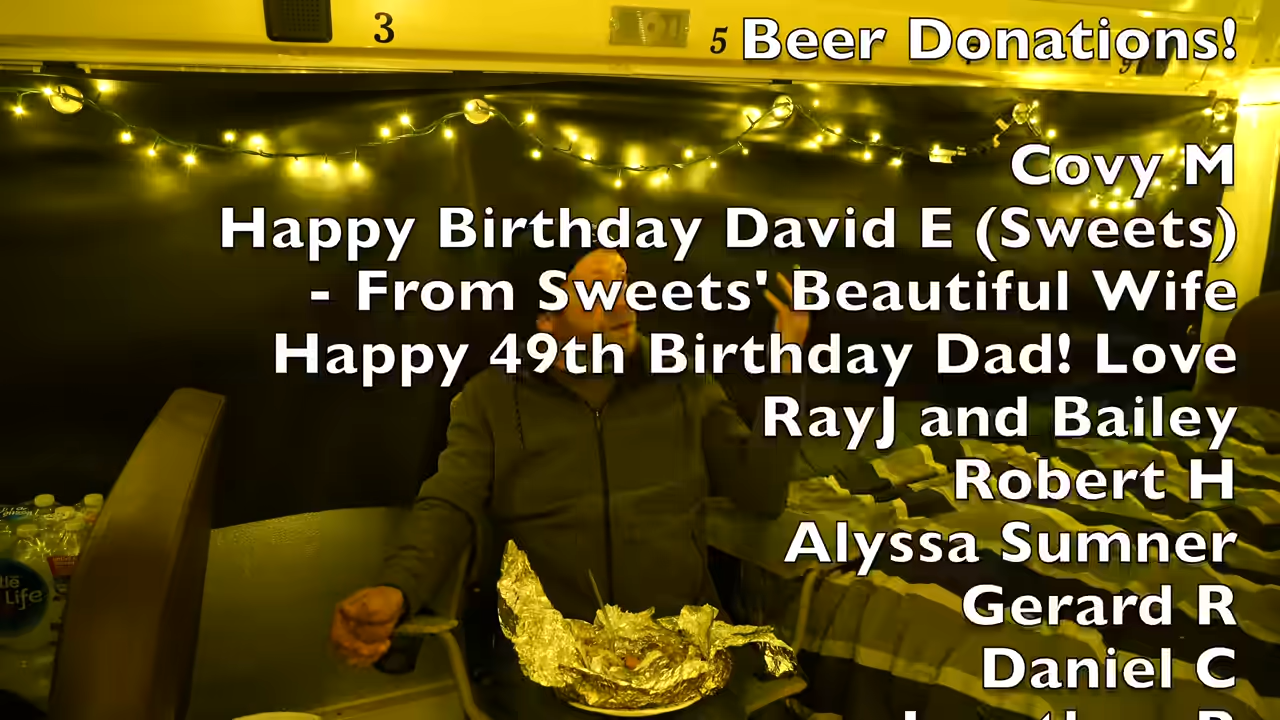 3
5
Beer Donations!
Covy M
Happy Birthday David E (Sweets)
- From Sweets' Beautiful Wife
Happy 49th Birthday Dad! Love
RayJ and Bailey
Robert H
Alyssa Sumner
Gerard R
Daniel C
Life